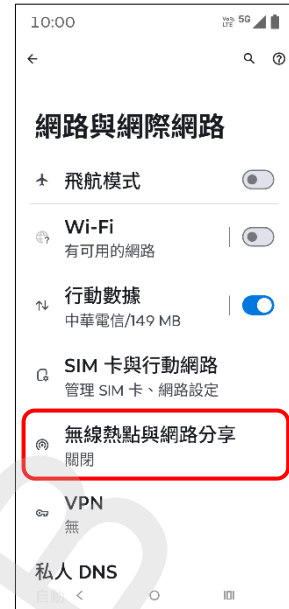 10:00 VoLTE 5G
網路與網際網路
飛航模式
Wi-Fi
有可用的網路
行動數據
中華電信/149 MB
SIM 卡與行動網路
管理 SIM 卡、網路設定
無線熱點與網路分享
關閉
VPN
無
私人 DNS
自動